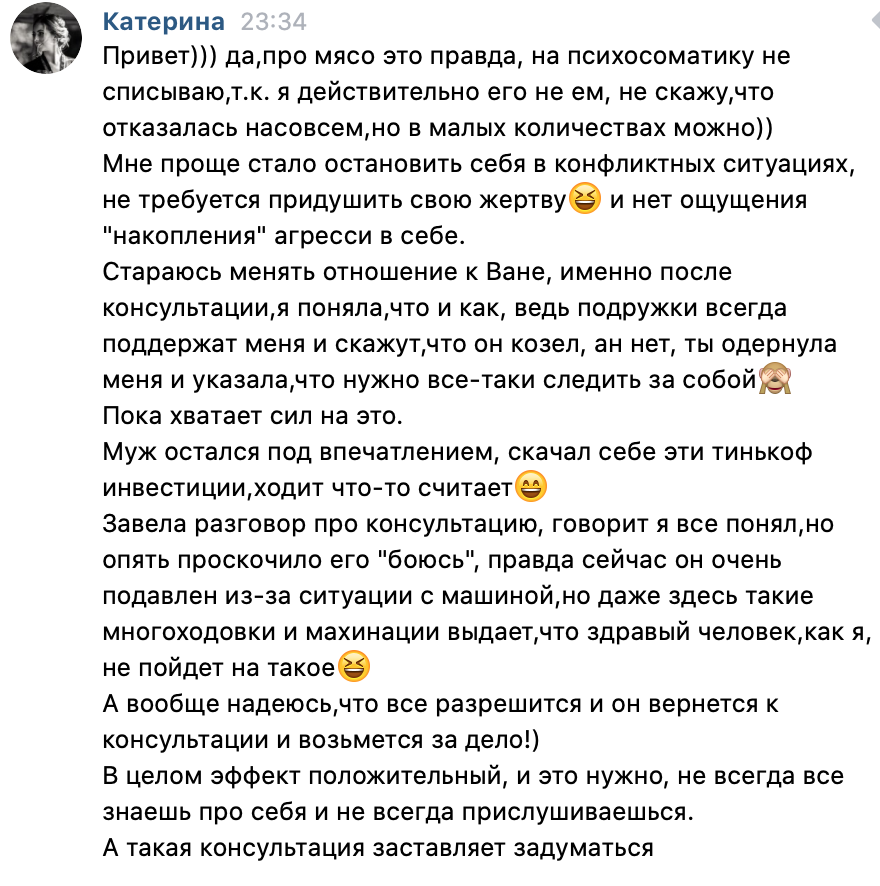 Катерина 23:34
Привет))) да,про мясо это правда, на психосоматику не
списываю,т.к. я действительно его не ем, не скажу,что
отказалась насовсем,но в малых количествах можно))
Мне проще стало остановить себя в конфликтных ситуациях,
не требуется придушить свою жертву😆 и нет ощущения
"накопления" агресси в себе.
Стараюсь менять отношение к Ване, именно после
консультации,я поняла,что и как, ведь подружки всегда
поддержат меня и скажут,что он козел, ан нет, ты одернула
меня и указала,что нужно все-таки следить за собой🙈
Пока хватает сил на это.
Муж остался под впечатлением, скачал себе эти тинькоф
инвестиции,ходит что-то считает😄
Завела разговор про консультацию, говорит я все понял,но
опять проскочило его "боюсь", правда сейчас он очень
подавлен из-за ситуации с машиной,но даже здесь такие
многоходовки и махинации выдает,что здравый человек,как я,
не пойдет на такое😆
А вообще надеюсь,что все разрешится и он вернется к
консультации и возьмется за дело!)
В целом эффект положительный, и это нужно, не всегда все
знаешь про себя и не всегда прислушиваешься.
А такая консультация заставляет задуматься